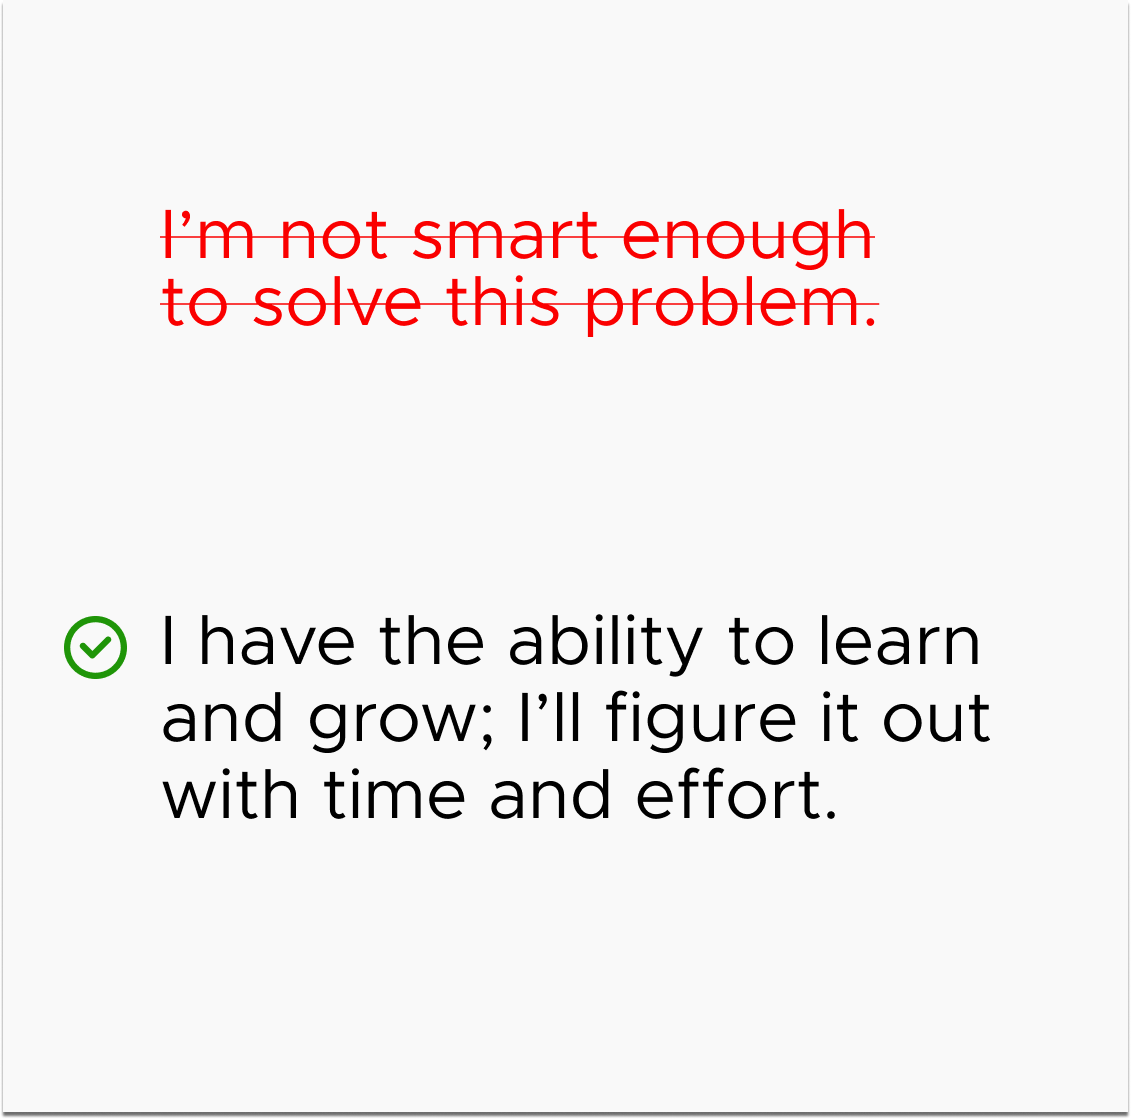 I’m not smart enough
to solve this problem.
I have the ability to learn
and grow; I’ll figure it out
with time and effort.